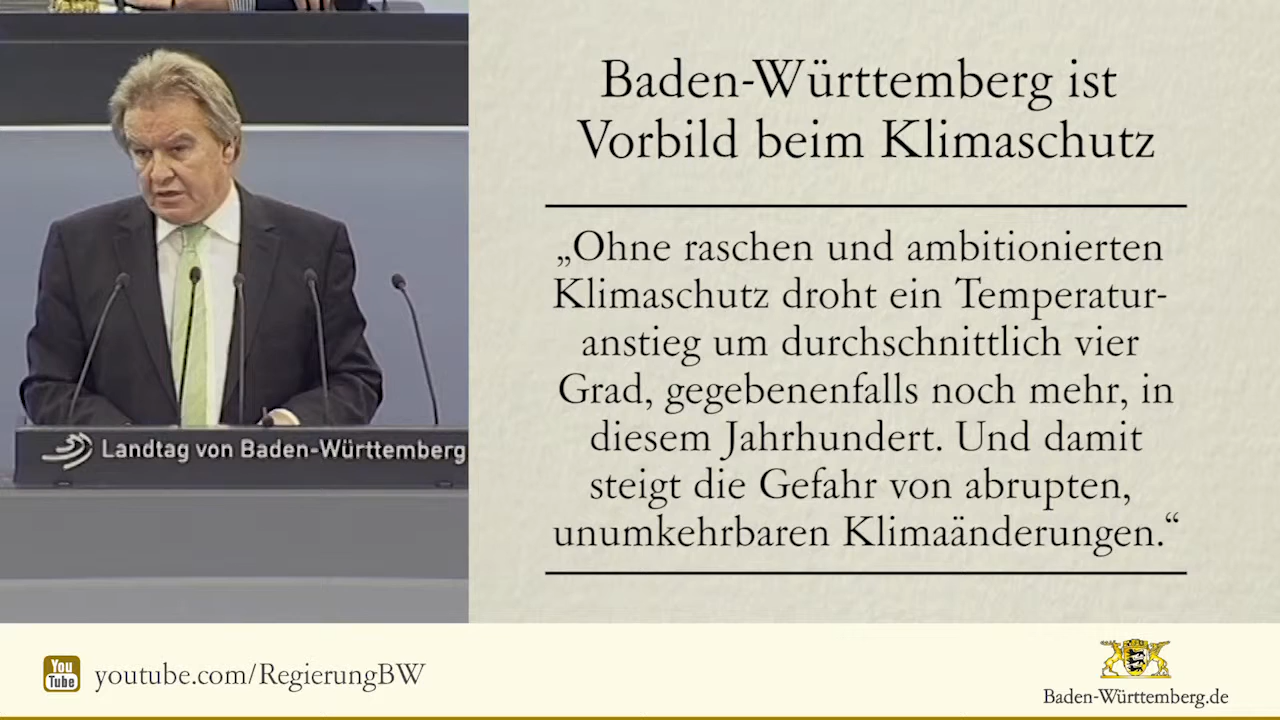 Baden-Württemberg ist
Vorbild beim Klimaschutz
„Ohne raschen und ambitionierten
Klimaschutz droht ein Temperatur-
anstieg um durchschnittlich vier
Grad, gegebenenfalls noch mehr, in
diesem Jahrhundert. Und damit
steigt die Gefahr von abrupten,
unumkehrbaren Klimaänderungen.“
Landtag von Baden-Württemberg
You
Tube
youtube.com/RegierungBW
Baden-Württemberg.de